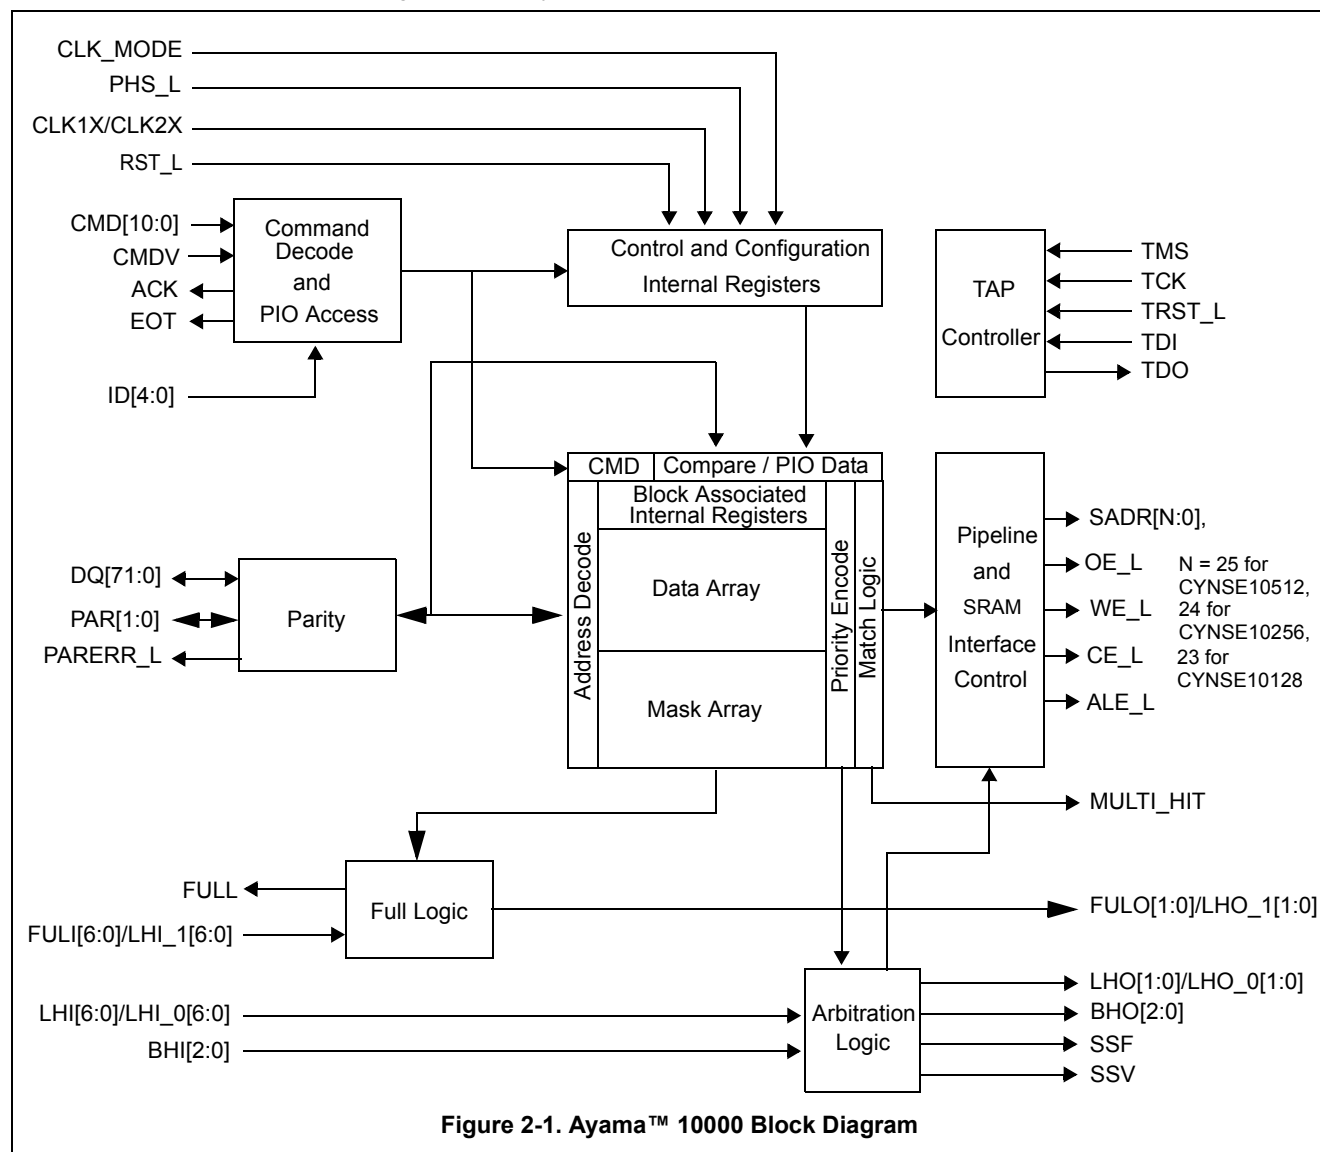 CLK_MODE
PHS_L
CLK1X/CLK2X
RST_L
CMD[10:0]
CMDV
ACK
EOT
ID[4:0]
Command
Decode
and
PIO Access
Control and Configuration
Internal Registers
TAP
Controller
TMS
TCK
TRST_L
TDI
TDO
CMD
Compare / PIO Data
Block Associated
Internal Registers
Address Decode
Data Array
Mask Array
Priority Encode
Match Logic
DQ[71:0]
PAR[1:0]
PARERR_L
Parity
Pipeline
and
SRAM
Interface
Control
SADR[N:0],
OE_L
WE_L
CE_L
ALE_L
N = 25 for
CYNSE10512,
24 for
CYNSE10256,
23 for
CYNSE10128
MULTI_HIT
FULL
FULI[6:0]/LHI_1[6:0]
Full Logic
FULO[1:0]/LHO_1[1:0]
LHI[6:0]/LHI_0[6:0]
BHI[2:0]
Arbitration
Logic
LHO[1:0]/LHO_0[1:0]
BHO[2:0]
SSF
SSV
Figure 2-1. Ayama™ 10000 Block Diagram